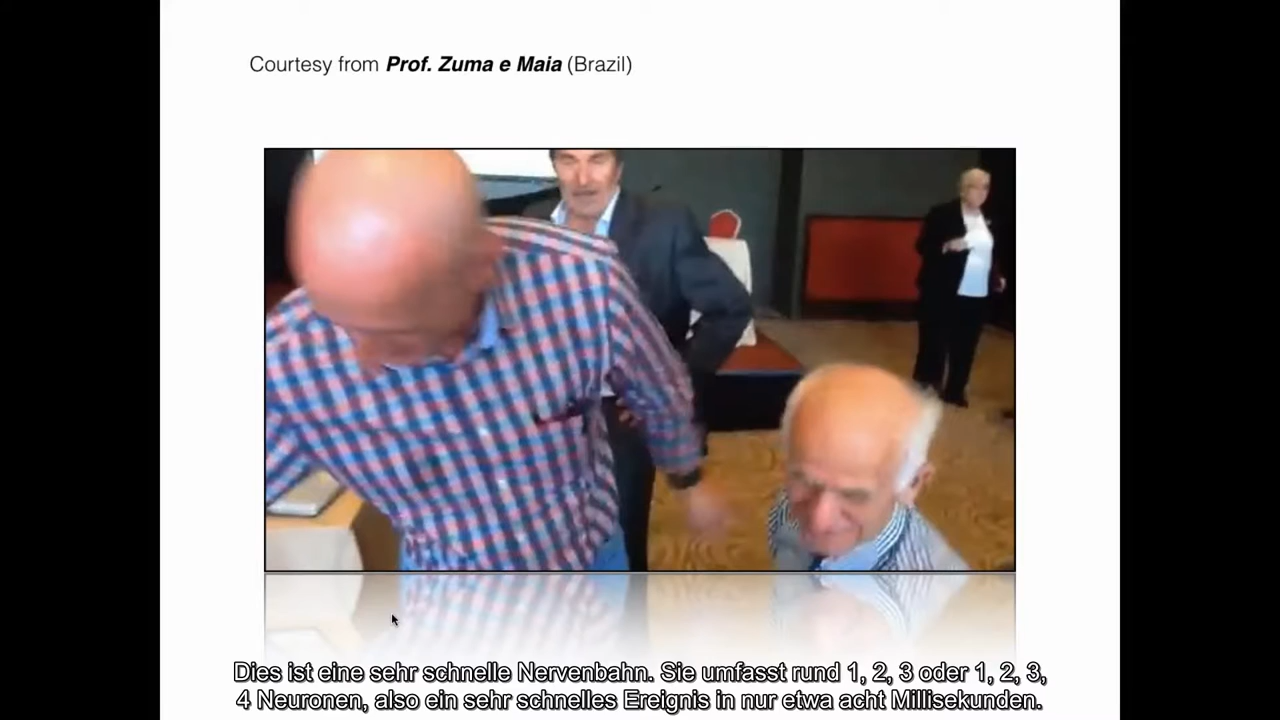 Courtesy from Prof. Zuma e Maia (Brazil)
Dies ist eine sehr schnelle Nervenbahn. Sie umfasst rund 1, 2, 3 oder 1, 2, 3,
4 Neuronen, also ein sehr schnelles Ereignis in nur etwa acht Millisekunden.